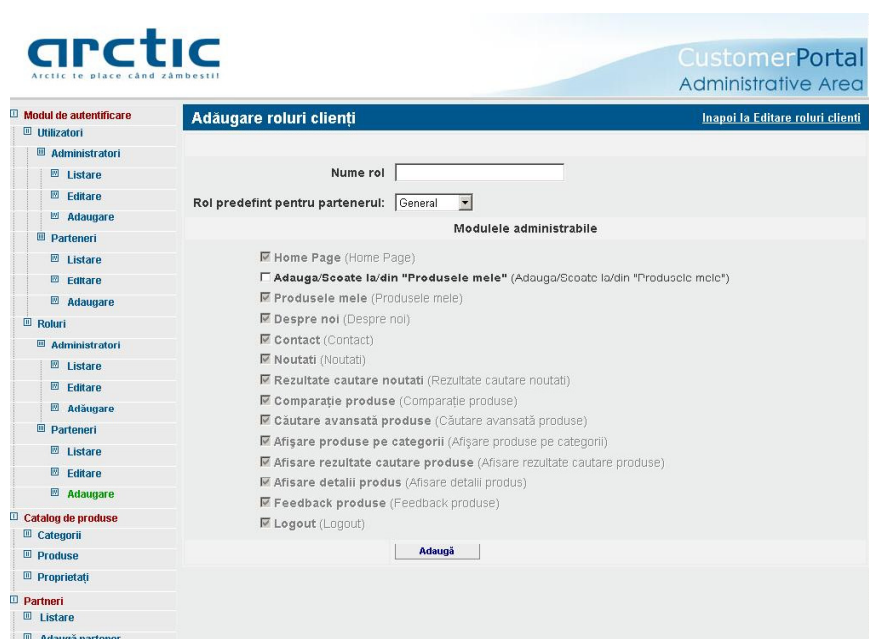 arctic
Arctic te place când zâmbesti!
CustomerPortal
Administrative Area
Modul de autentificare
Utilizatori
Administratori
Listare
Editare
Adaugare
Parteneri
Listare
Editare
Adaugare
Roluri
Administratori
Listare
Editare
Adăugare
Parteneri
Listare
Editare
Adaugare
Catalog de produse
Categorii
Produse
Proprietați
Partneri
Listare
Adaugă partener
Adăugare roluri clienți
Inapoi la Editare roluri clienti
Nume rol
Rol predefint pentru partenerul: General
Modulele administrabile
Home Page (Home Page)
Adauga/Scoate la/din "Produsele mele" (Adauga/Scoate la/din "Produsele mele")
Produsele mele (Produsele mele)
Despre noi (Despre noi)
Contact (Contact)
Noutati (Noutati)
Rezultate cautare noutati (Rezultate cautare noutati)
Comparație produse (Comparație produse)
Căutare avansată produse (Căutare avansată produse)
Afişare produse pe categorii (Afişare produse pe categorii)
Afisare rezultate cautare produse (Afisare rezultate cautare produse)
Afisare detalii produs (Afisare detalii produs)
Feedback produse (Feedback produse)
Logout (Logout)
Adaugă